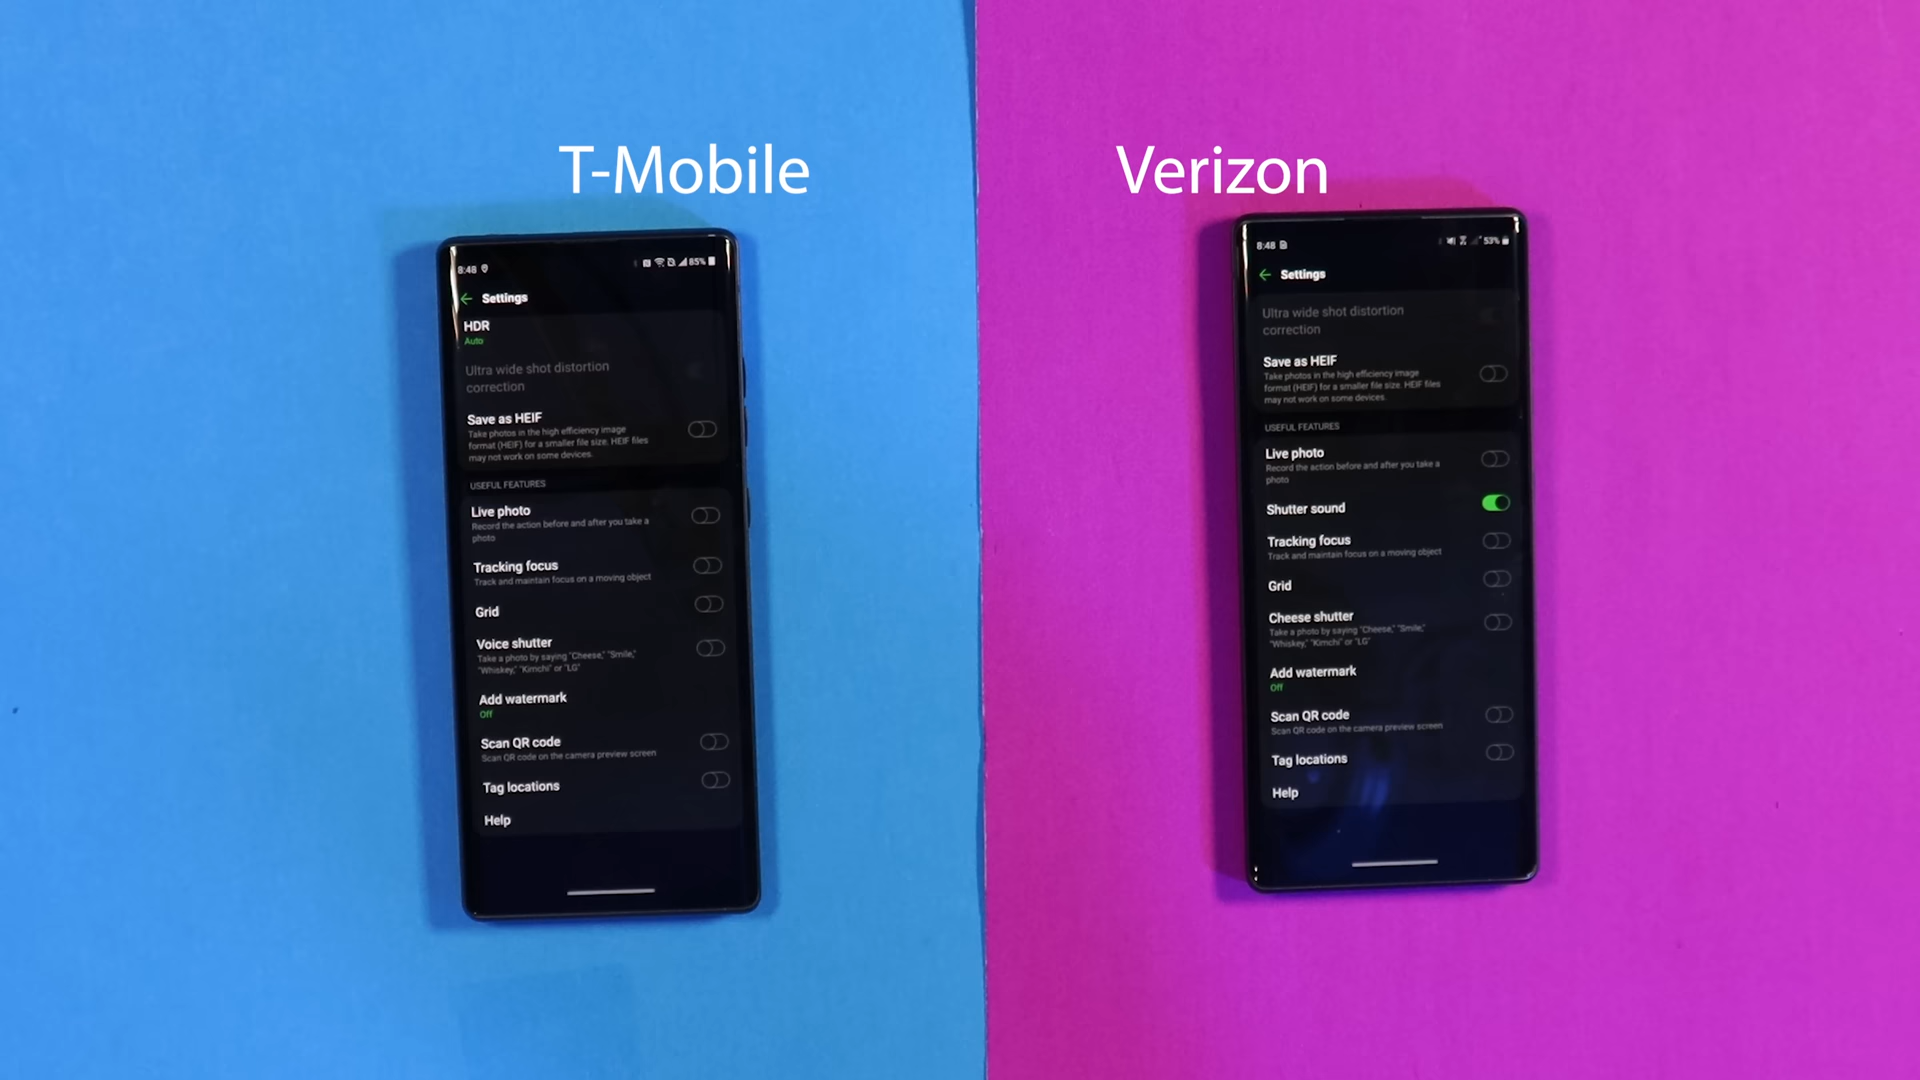 T-Mobile
8:48
85%
Settings
HDR
Auto
Ultra wide shot distortion
correction
Save as HEIF
Take photos in the high efficiency image
format (HEIF) for a smaller file size. HEIF files
may not work on some devices.
USEFUL FEATURES
Live photo
Record the action before and after you take a
photo
Tracking focus
Track and maintain focus on a moving object
Grid
Voice shutter
Take a photo by saying "Cheese," "Smile,"
"Whiskey," "Kimchi" or "LG"
Add watermark
Off
Scan QR code
Scan QR code on the camera preview screen
Tag locations
Help
Verizon
8:48
53%
Settings
Ultra wide shot distortion
correction
Save as HEIF
Take photos in the high efficiency image
format (HEIF) for a smaller file size. HEIF files
may not work on some devices.
USEFUL FEATURES
Live photo
Record the action before and after you take a
photo
Shutter sound
Tracking focus
Track and maintain focus on a moving object
Grid
Cheese shutter
Take a photo by saying "Cheese," "Smile,"
"Whiskey," "Kimchi" or "LG"
Add watermark
Off
Scan QR code
Scan QR code on the camera preview screen
Tag locations
Help